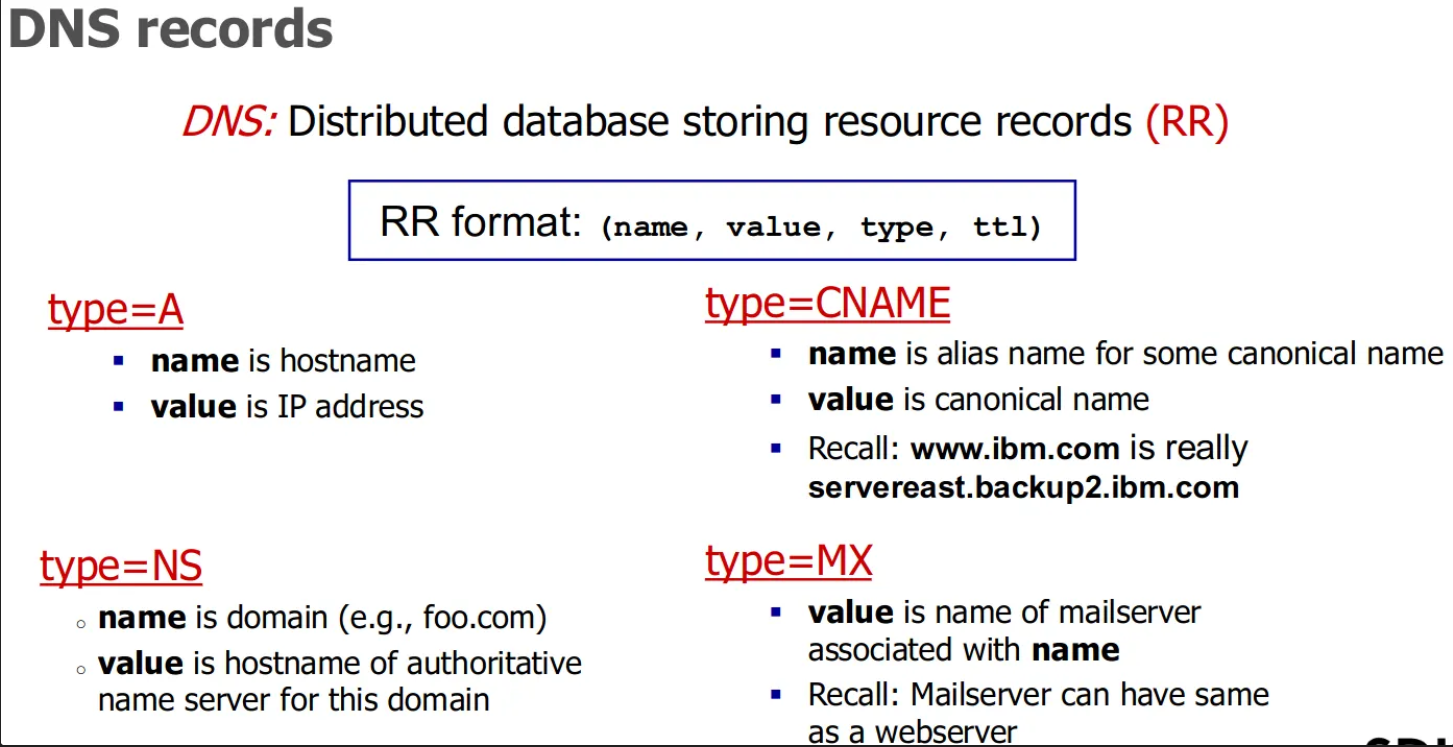 DNS records
DNS: Distributed database storing resource records (RR)
RR format: (name, value, type, ttl)
type=A
▪ name is hostname
▪ value is IP address
type=CNAME
▪ name is alias name for some canonical name
▪ value is canonical name
▪ Recall: www.ibm.com is really
servereast.backup2.ibm.com
type=NS
○ name is domain (e.g., foo.com)
○ value is hostname of authoritative
name server for this domain
type=MX
▪ value is name of mailserver
associated with name
▪ Recall: Mailserver can have same
as a webserver